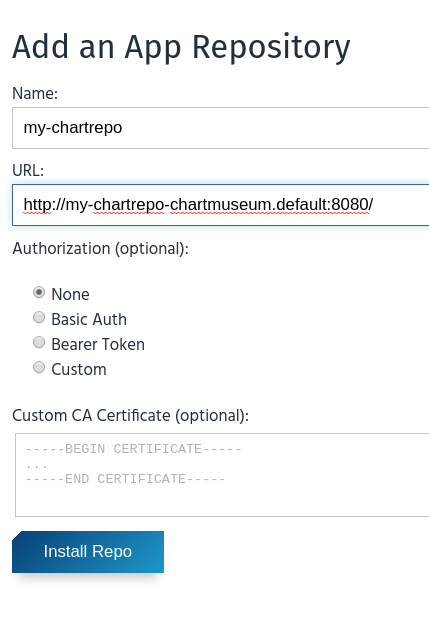 Add an App Repository
Name:
my-chartrepo
URL:
http://my-chartrepo-chartmuseum.default:8080/
Authorization (optional):
None
Basic Auth
Bearer Token
Custom
Custom CA Certificate (optional):
-----BEGIN CERTIFICATE-----
...
-----END CERTIFICATE-----
Install Repo